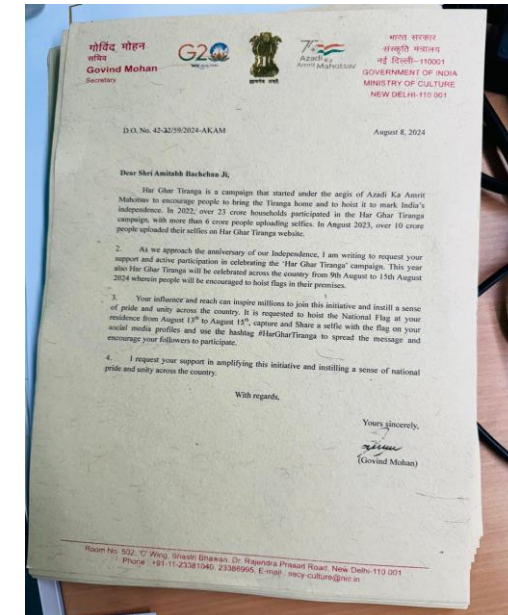 गोविंद मोहन
सचिव
Govind Mohan
Secretary
G20
75
Azadi Ka
Amrit Mahotsav
भारत सरकार
संस्कृति मंत्रालय
नई दिल्ली-110001
GOVERNMENT OF INDIA
MINISTRY OF CULTURE
NEW DELHI-110 001
D.O. No. 42-32/59/2024-AKAM
August 8, 2024
Dear Shri Amitabh Bachchan Ji,
Har Ghar Tiranga is a campaign that started under the aegis of Azadi Ka Amrit
Mahotsav to encourage people to bring the Tiranga home and to hoist it to mark India's
independence. In 2022, over 23 crore households participated in the Har Ghar Tiranga
campaign, with more than 6 crore people uploading selfies. In August 2023, over 10 crore
people uploaded their selfies on Har Ghar Tiranga website.
2. As we approach the anniversary of our Independence, I am writing to request your
support and active participation in celebrating the 'Har Ghar Tiranga' campaign. This year
also Har Ghar Tiranga will be celebrated across the country from 9th August to 15th August
2024 wherein people will be encouraged to hoist flags in their premises.
3. Your influence and reach can inspire millions to join this initiative and instill a sense
of pride and unity across the country. It is requested to hoist the National Flag at your
residence from August 13th to August 15th, capture and Share a selfie with the flag on your
social media profiles and use the hashtag #HarGharTiranga to spread the message and
encourage your followers to participate.
4. I request your support in amplifying this initiative and instilling a sense of national
pride and unity across the country.
With regards,
Yours sincerely,
(Govind Mohan)
Room No. 502, 'C' Wing, Shastri Bhawan, Dr. Rajendra Prasad Road, New Delhi-110 001
Phone : +91-11-23381040, 23386995, E-mail : secy-culture@nic.in